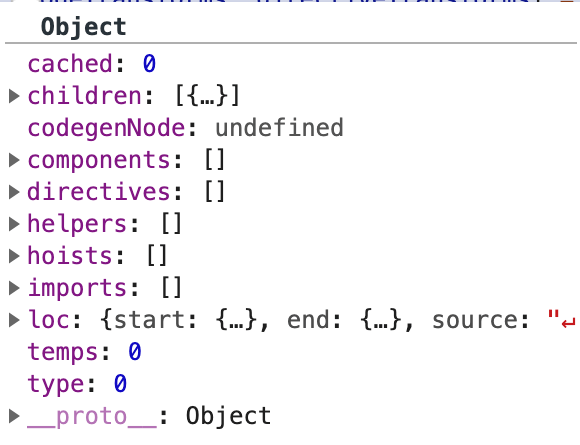 Object
cached: 0
children: [{…}]
codegenNode: undefined
components: []
directives: []
helpers: []
hoists: []
imports: []
loc: {start: {…}, end: {…}, source: "↵
temps: 0
type: 0
__proto__: Object